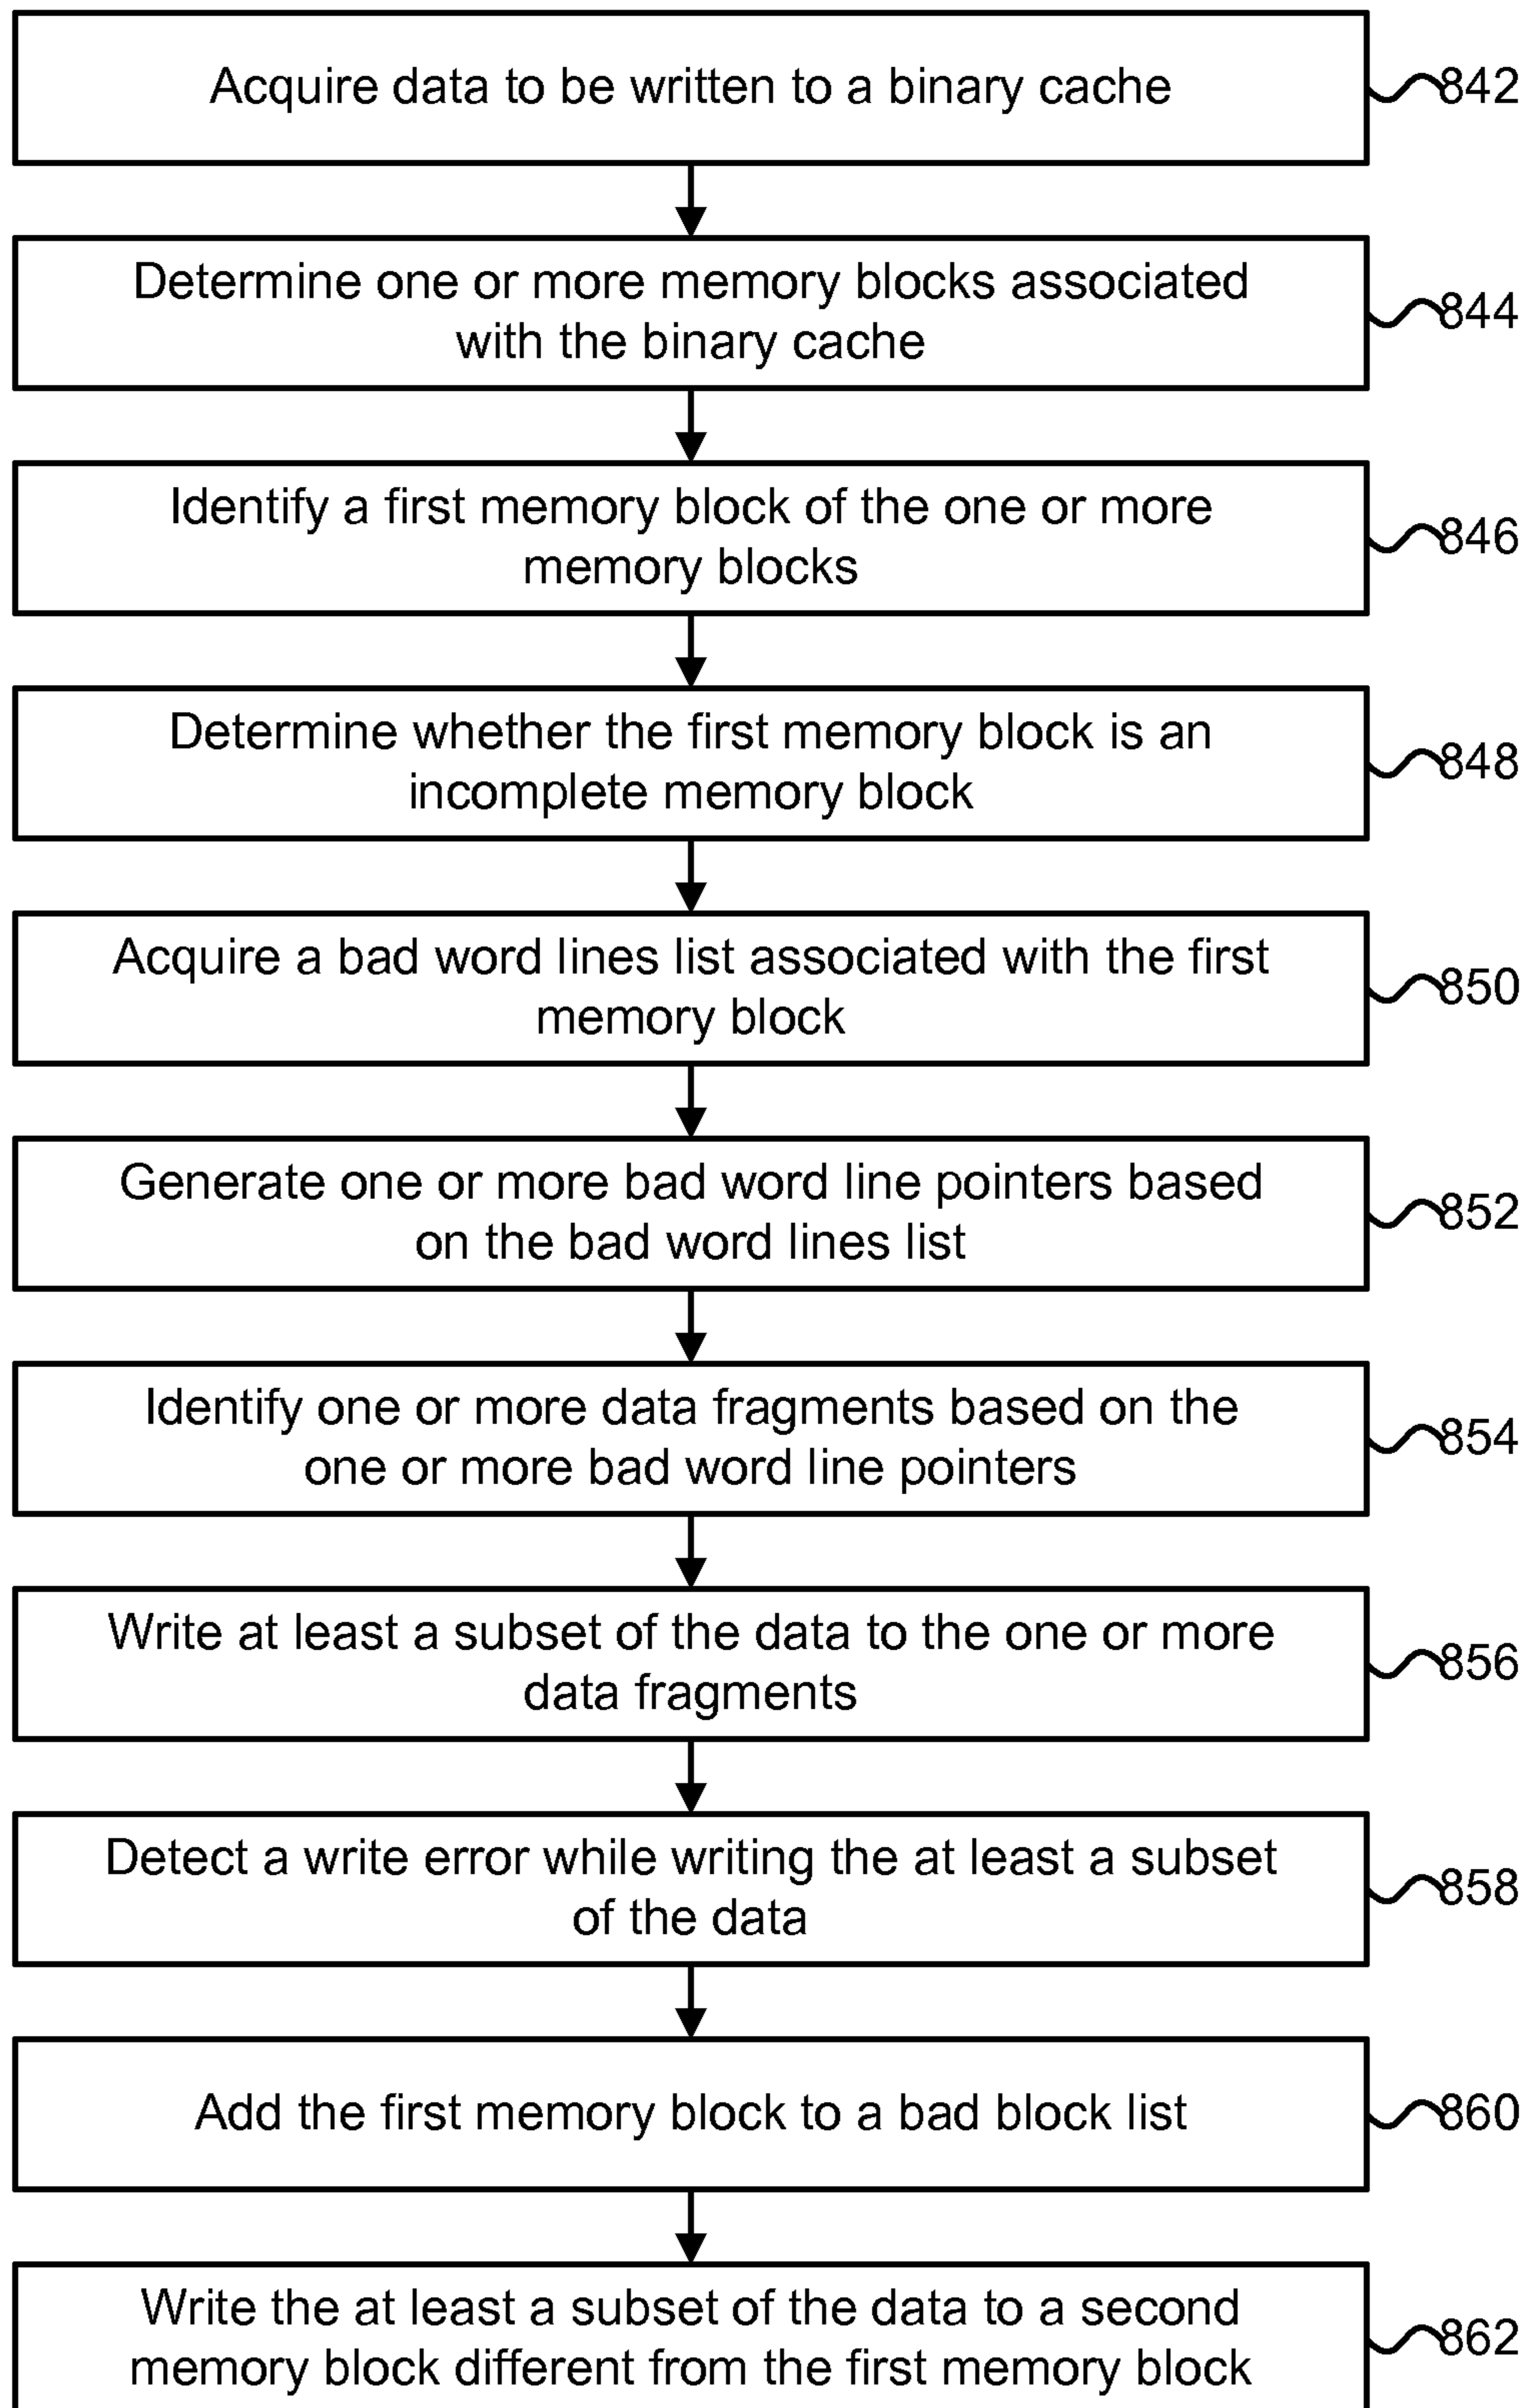 Acquire data to be written to a binary cache
842
Determine one or more memory blocks associated
with the binary cache
844
Identify a first memory block of the one or more
memory blocks
846
Determine whether the first memory block is an
incomplete memory block
848
Acquire a bad word lines list associated with the first
memory block
850
Generate one or more bad word line pointers based
on the bad word lines list
852
Identify one or more data fragments based on the
one or more bad word line pointers
854
Write at least a subset of the data to the one or more
data fragments
856
Detect a write error while writing the at least a subset
of the data
858
Add the first memory block to a bad block list
860
Write the at least a subset of the data to a second
memory block different from the first memory block
862